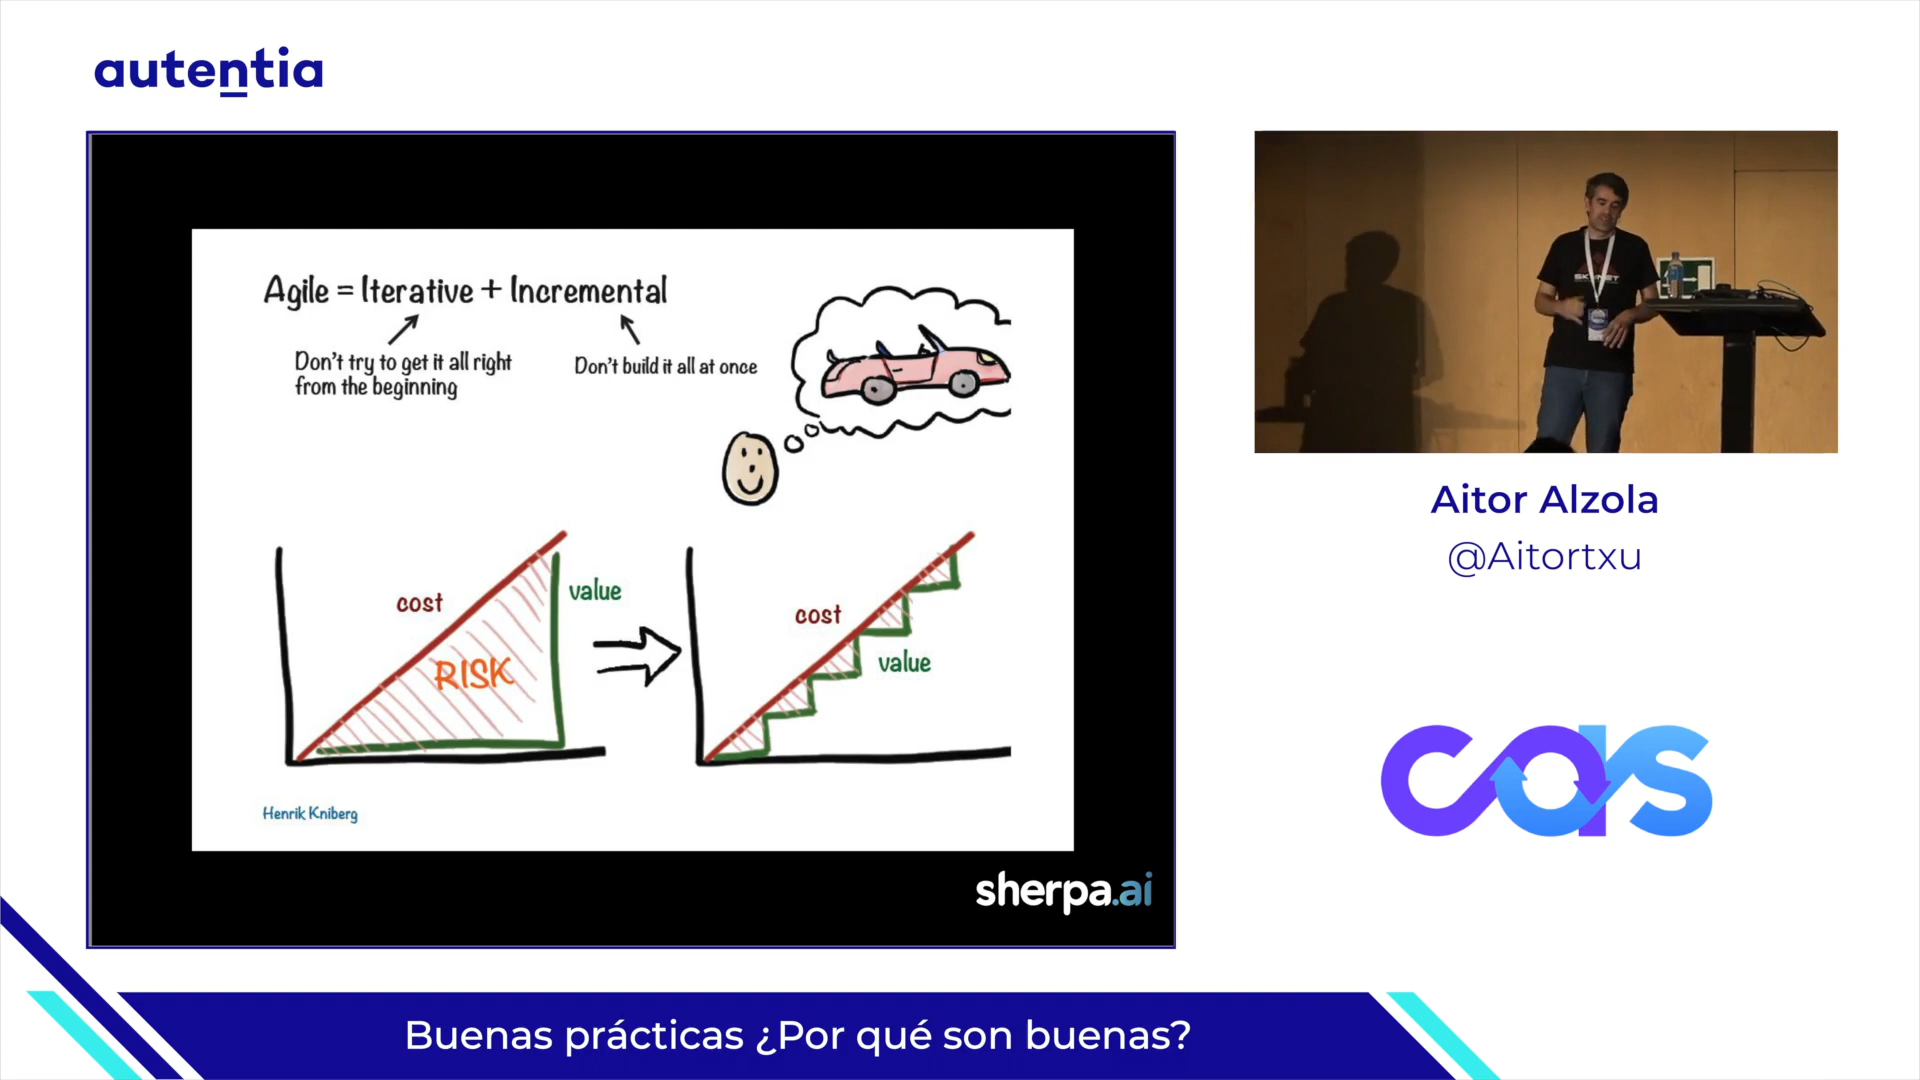 autentia
Agile = Iterative + Incremental
Don't try to get it all right
from the beginning
Don't build it all at once
cost
value
RISK
cost
value
Henrik Kniberg
sherpa.ai
SKYNET
Aitor Alzola
@Aitortxu
cas
Buenas prácticas ¿Por qué son buenas?